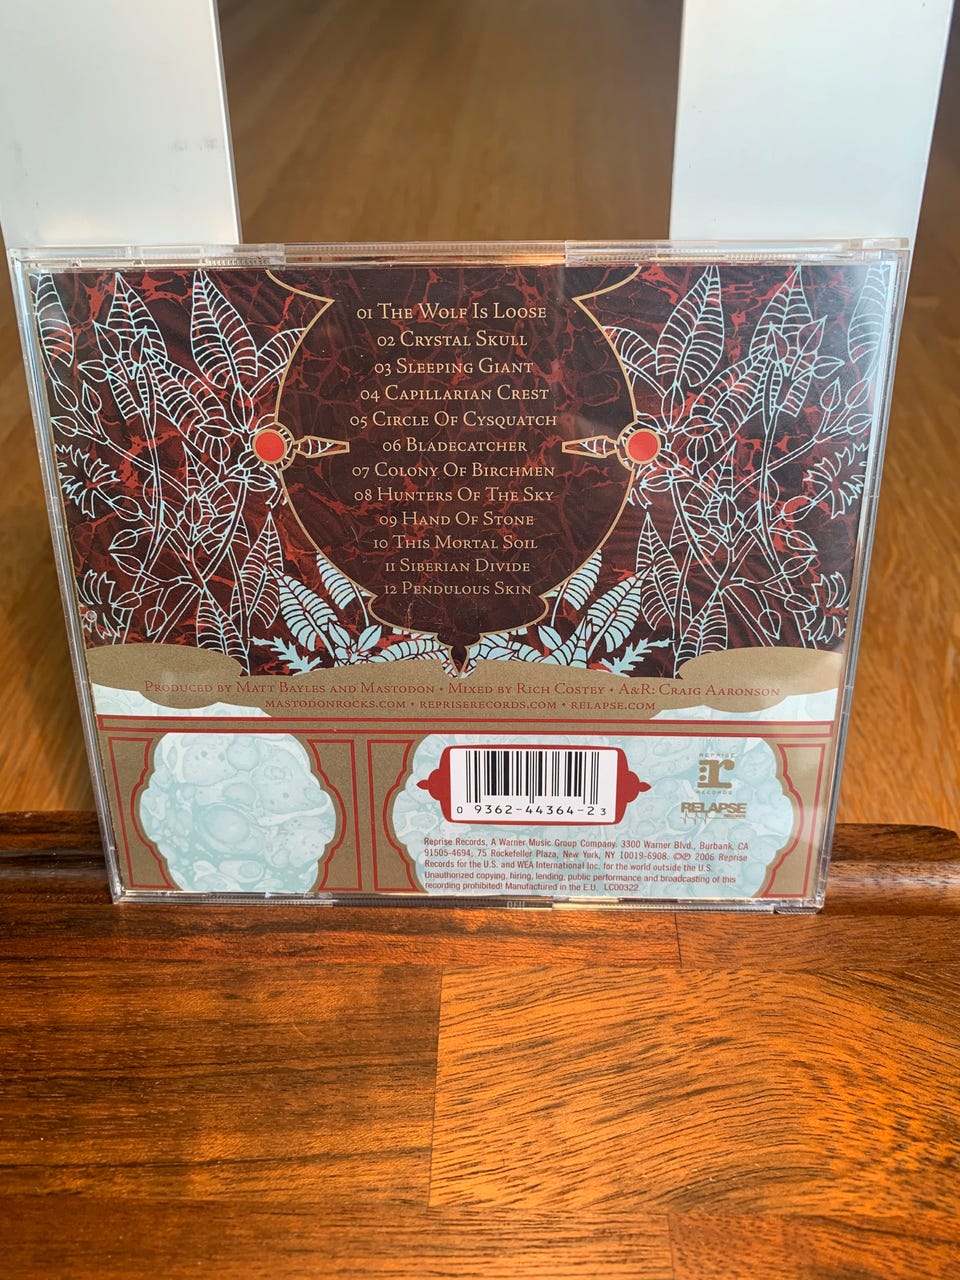 01 The Wolf Is Loose
02 Crystal Skull
03 Sleeping Giant
04 Capillarian Crest
05 Circle Of Cysquatch
06 Bladecatcher
07 Colony Of Birchmen
08 Hunters Of The Sky
09 Hand Of Stone
10 This Mortal Soil
11 Siberian Divide
12 Pendulous Skin
Produced by Matt Bayles and Mastodon • Mixed by Rich Costey • A&R: Craig Aaronson
mastodonrocks.com • repriserecords.com • relapse.com
0 9362-44364-2 3
REPRISE
r
RECORDS
RELAPSE
RECORDS
Reprise Records, A Warner Music Group Company. 3300 Warner Blvd., Burbank, CA
91505-4694; 75 Rockefeller Plaza, New York, NY 10019-6908. ©℗ 2006 Reprise
Records for the U.S. and WEA International Inc. for the world outside the U.S.
Unauthorized copying, hiring, lending, public performance and broadcasting of this
recording prohibited! Manufactured in the E.U. LC00322